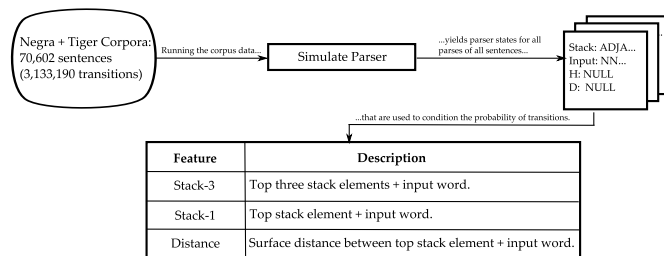 Negra + Tiger Corpora:
70,602 sentences
(3,133,190 transitions)
Running the corpus data...
Simulate Parser
...yields parser states for all
parses of all sentences...
Stack: ADJA...
Input: NN...
H: NULL
D: NULL
...that are used to condition the probability of transitions.
Feature Description
Stack-3 Top three stack elements + input word.
Stack-1 Top stack element + input word.
Distance Surface distance between top stack element + input word.